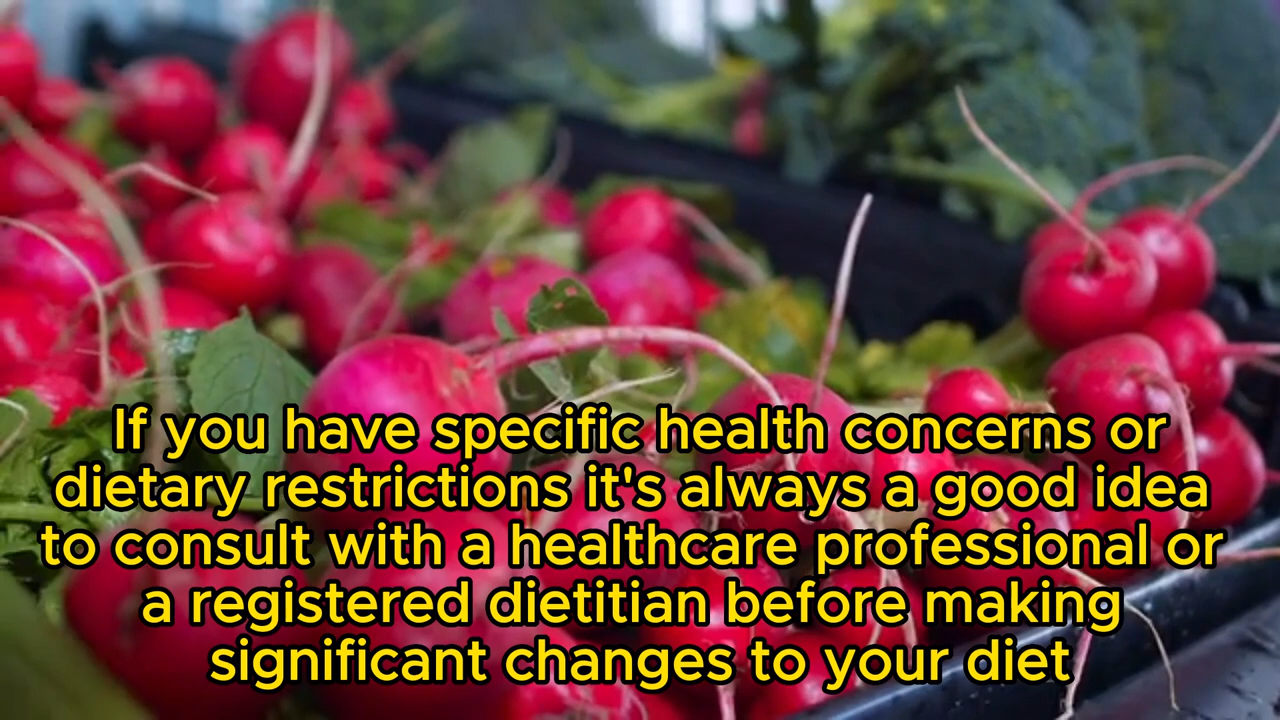 If you have specific health concerns or
dietary restrictions it's always a good idea
to consult with a healthcare professional or
a registered dietitian before making
significant changes to your diet